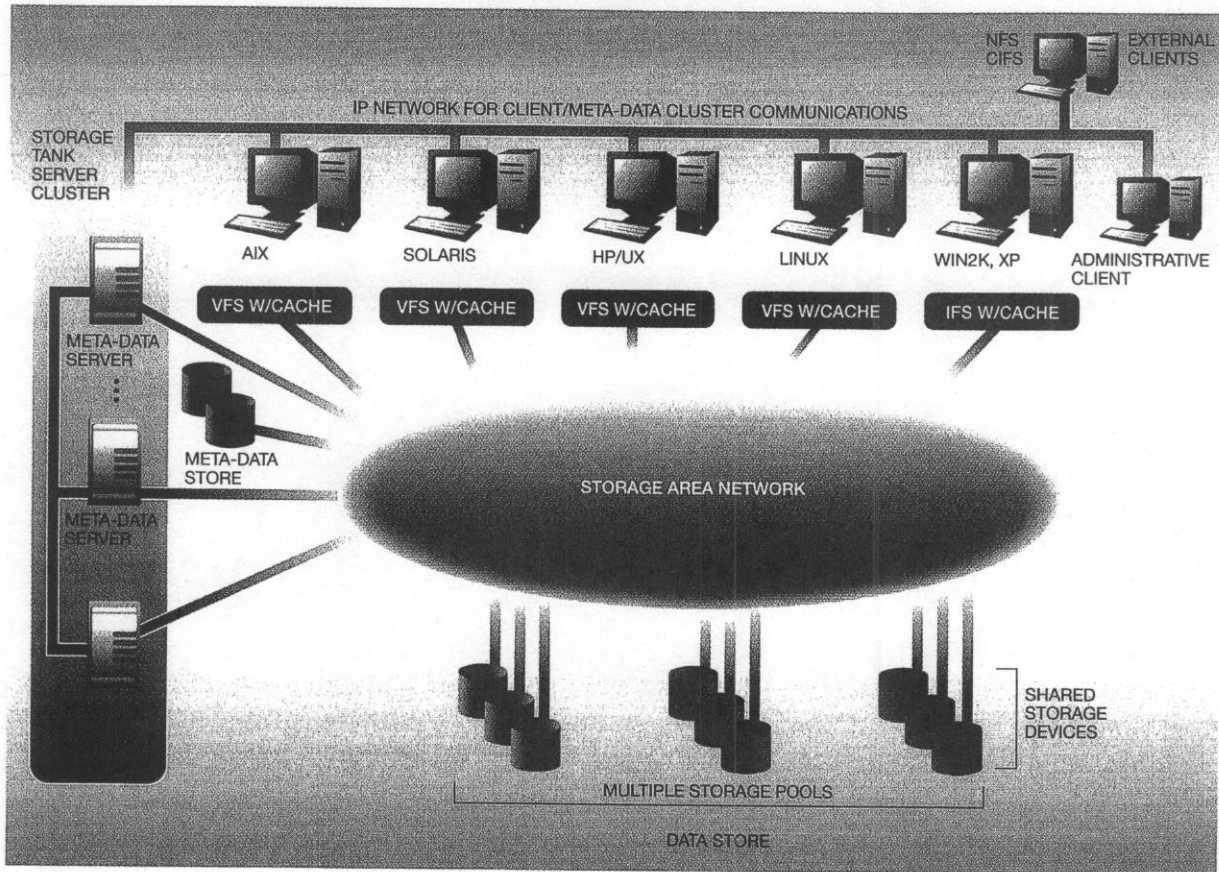 NFS
CIFS
EXTERNAL
CLIENTS
IP NETWORK FOR CLIENT/META-DATA CLUSTER COMMUNICATIONS
STORAGE
TANK
SERVER
CLUSTER
AIX
SOLARIS
HP/UX
LINUX
WIN2K, XP
ADMINISTRATIVE
CLIENT
VFS W/CACHE
VFS W/CACHE
VFS W/CACHE
VFS W/CACHE
IFS W/CACHE
META-DATA
SERVER
META-DATA
STORE
META-DATA
SERVER
STORAGE AREA NETWORK
SHARED
STORAGE
DEVICES
MULTIPLE STORAGE POOLS
DATA STORE